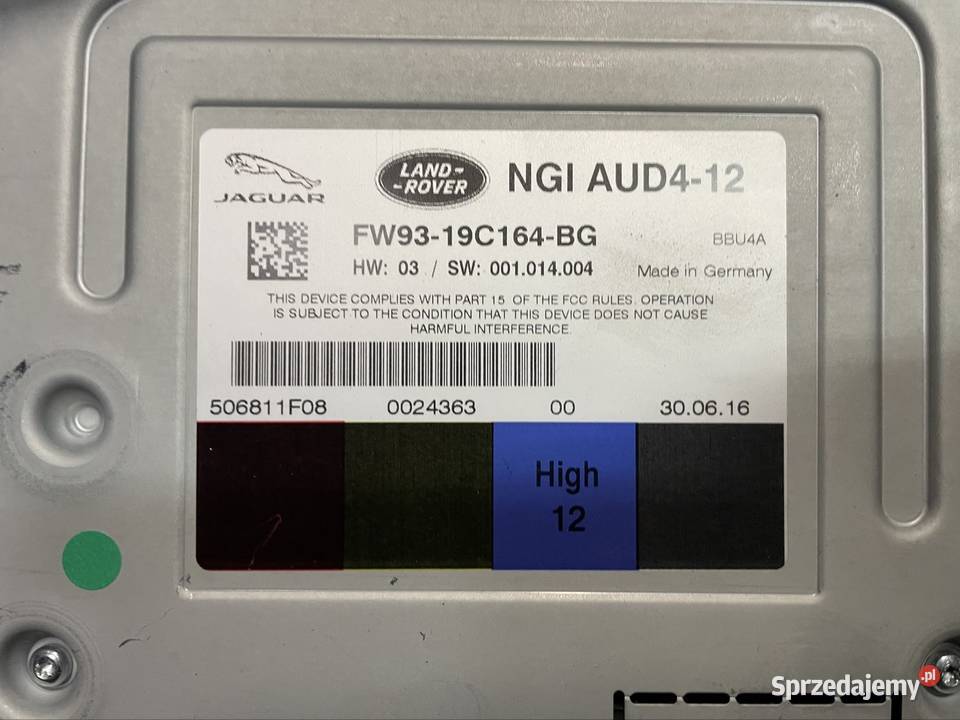 JAGUAR
LAND-
-ROVER
NGI AUD4-12
FW93-19C164-BG
BBU4A
HW: 03 / SW: 001.014.004
Made in Germany
THIS DEVICE COMPLIES WITH PART 15 OF THE FCC RULES. OPERATION
IS SUBJECT TO THE CONDITION THAT THIS DEVICE DOES NOT CAUSE
HARMFUL INTERFERENCE.
506811F08 0024363 00 30.06.16
High
12
Sprzedajemy.pl